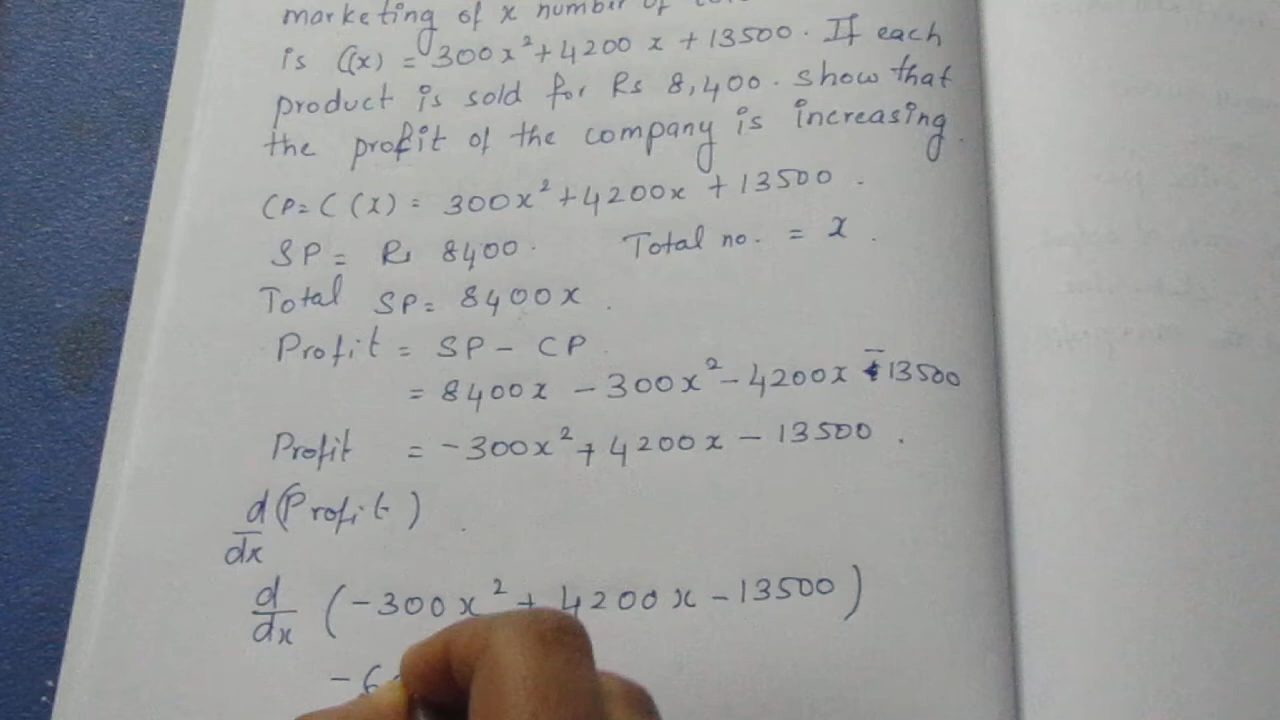 marketing of x number of
is C(x) = 300x² + 4200x + 13500. If each
product is sold for Rs 8,400. show that
the profit of the company is increasing.
CP = C(x) = 300x² + 4200x + 13500.
SP = Rs 8400. Total no. = x.
Total SP = 8400x.
Profit = SP - CP
= 8400x - 300x² - 4200x - 13500
Profit = -300x² + 4200x - 13500.
d/dx (Profit).
d/dx (-300x² + 4200x - 13500)
-6